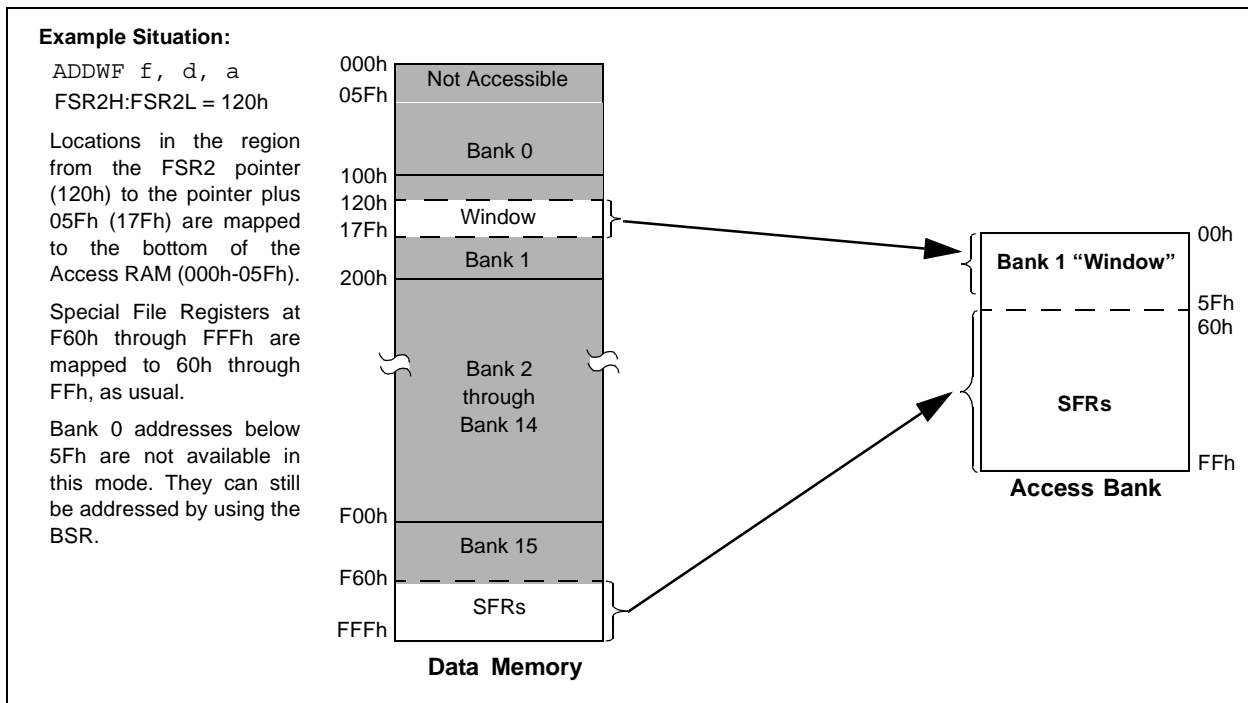 Example Situation:
ADDWF f, d, a
FSR2H:FSR2L = 120h
Locations in the region
from the FSR2 pointer
(120h) to the pointer plus
05Fh (17Fh) are mapped
to the bottom of the
Access RAM (000h-05Fh).
Special File Registers at
F60h through FFFh are
mapped to 60h through
FFh, as usual.
Bank 0 addresses below
5Fh are not available in
this mode. They can still
be addressed by using the
BSR.
000h
Not Accessible
05Fh
Bank 0
100h
120h
Window
17Fh
Bank 1
200h
Bank 2
through
Bank 14
F00h
Bank 15
F60h
SFRs
FFFh
Data Memory
00h
Bank 1 “Window”
5Fh
60h
SFRs
FFh
Access Bank